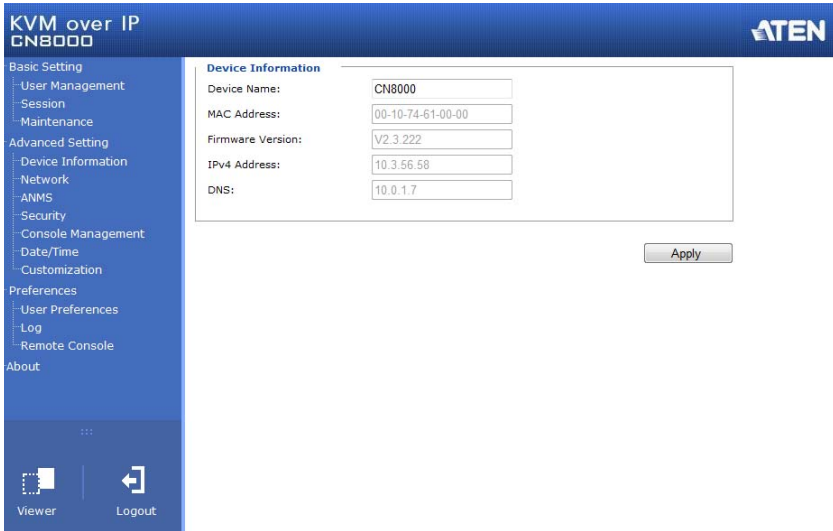 KVM over IP
CN8000
ATEN
Basic Setting
User Management
Session
Maintenance
Advanced Setting
Device Information
Network
ANMS
Security
Console Management
Date/Time
Customization
Preferences
User Preferences
Log
Remote Console
About
Viewer
Logout
Device Information
Device Name: CN8000
MAC Address: 00-10-74-61-00-00
Firmware Version: V2.3.222
IPv4 Address: 10.3.56.58
DNS: 10.0.1.7
Apply